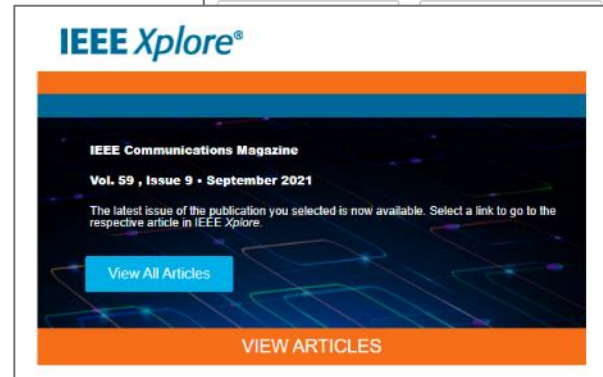 IEEE Xplore®
IEEE Communications Magazine
Vol. 59 , Issue 9 • September 2021
The latest issue of the publication you selected is now available. Select a link to go to the
respective article in IEEE Xplore.
View All Articles
VIEW ARTICLES